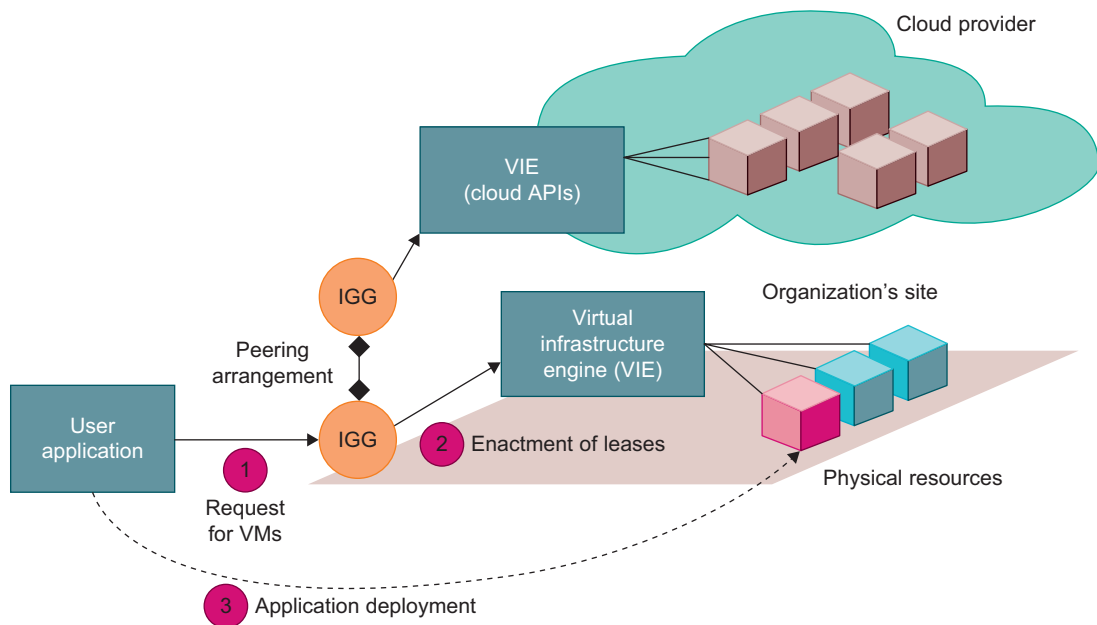 Cloud provider
VIE
(cloud APIs)
IGG
Organization's site
Virtual
infrastructure
engine (VIE)
Peering
arrangement
User
application
IGG
1
Request
for VMs
2
Enactment of leases
Physical resources
3
Application deployment